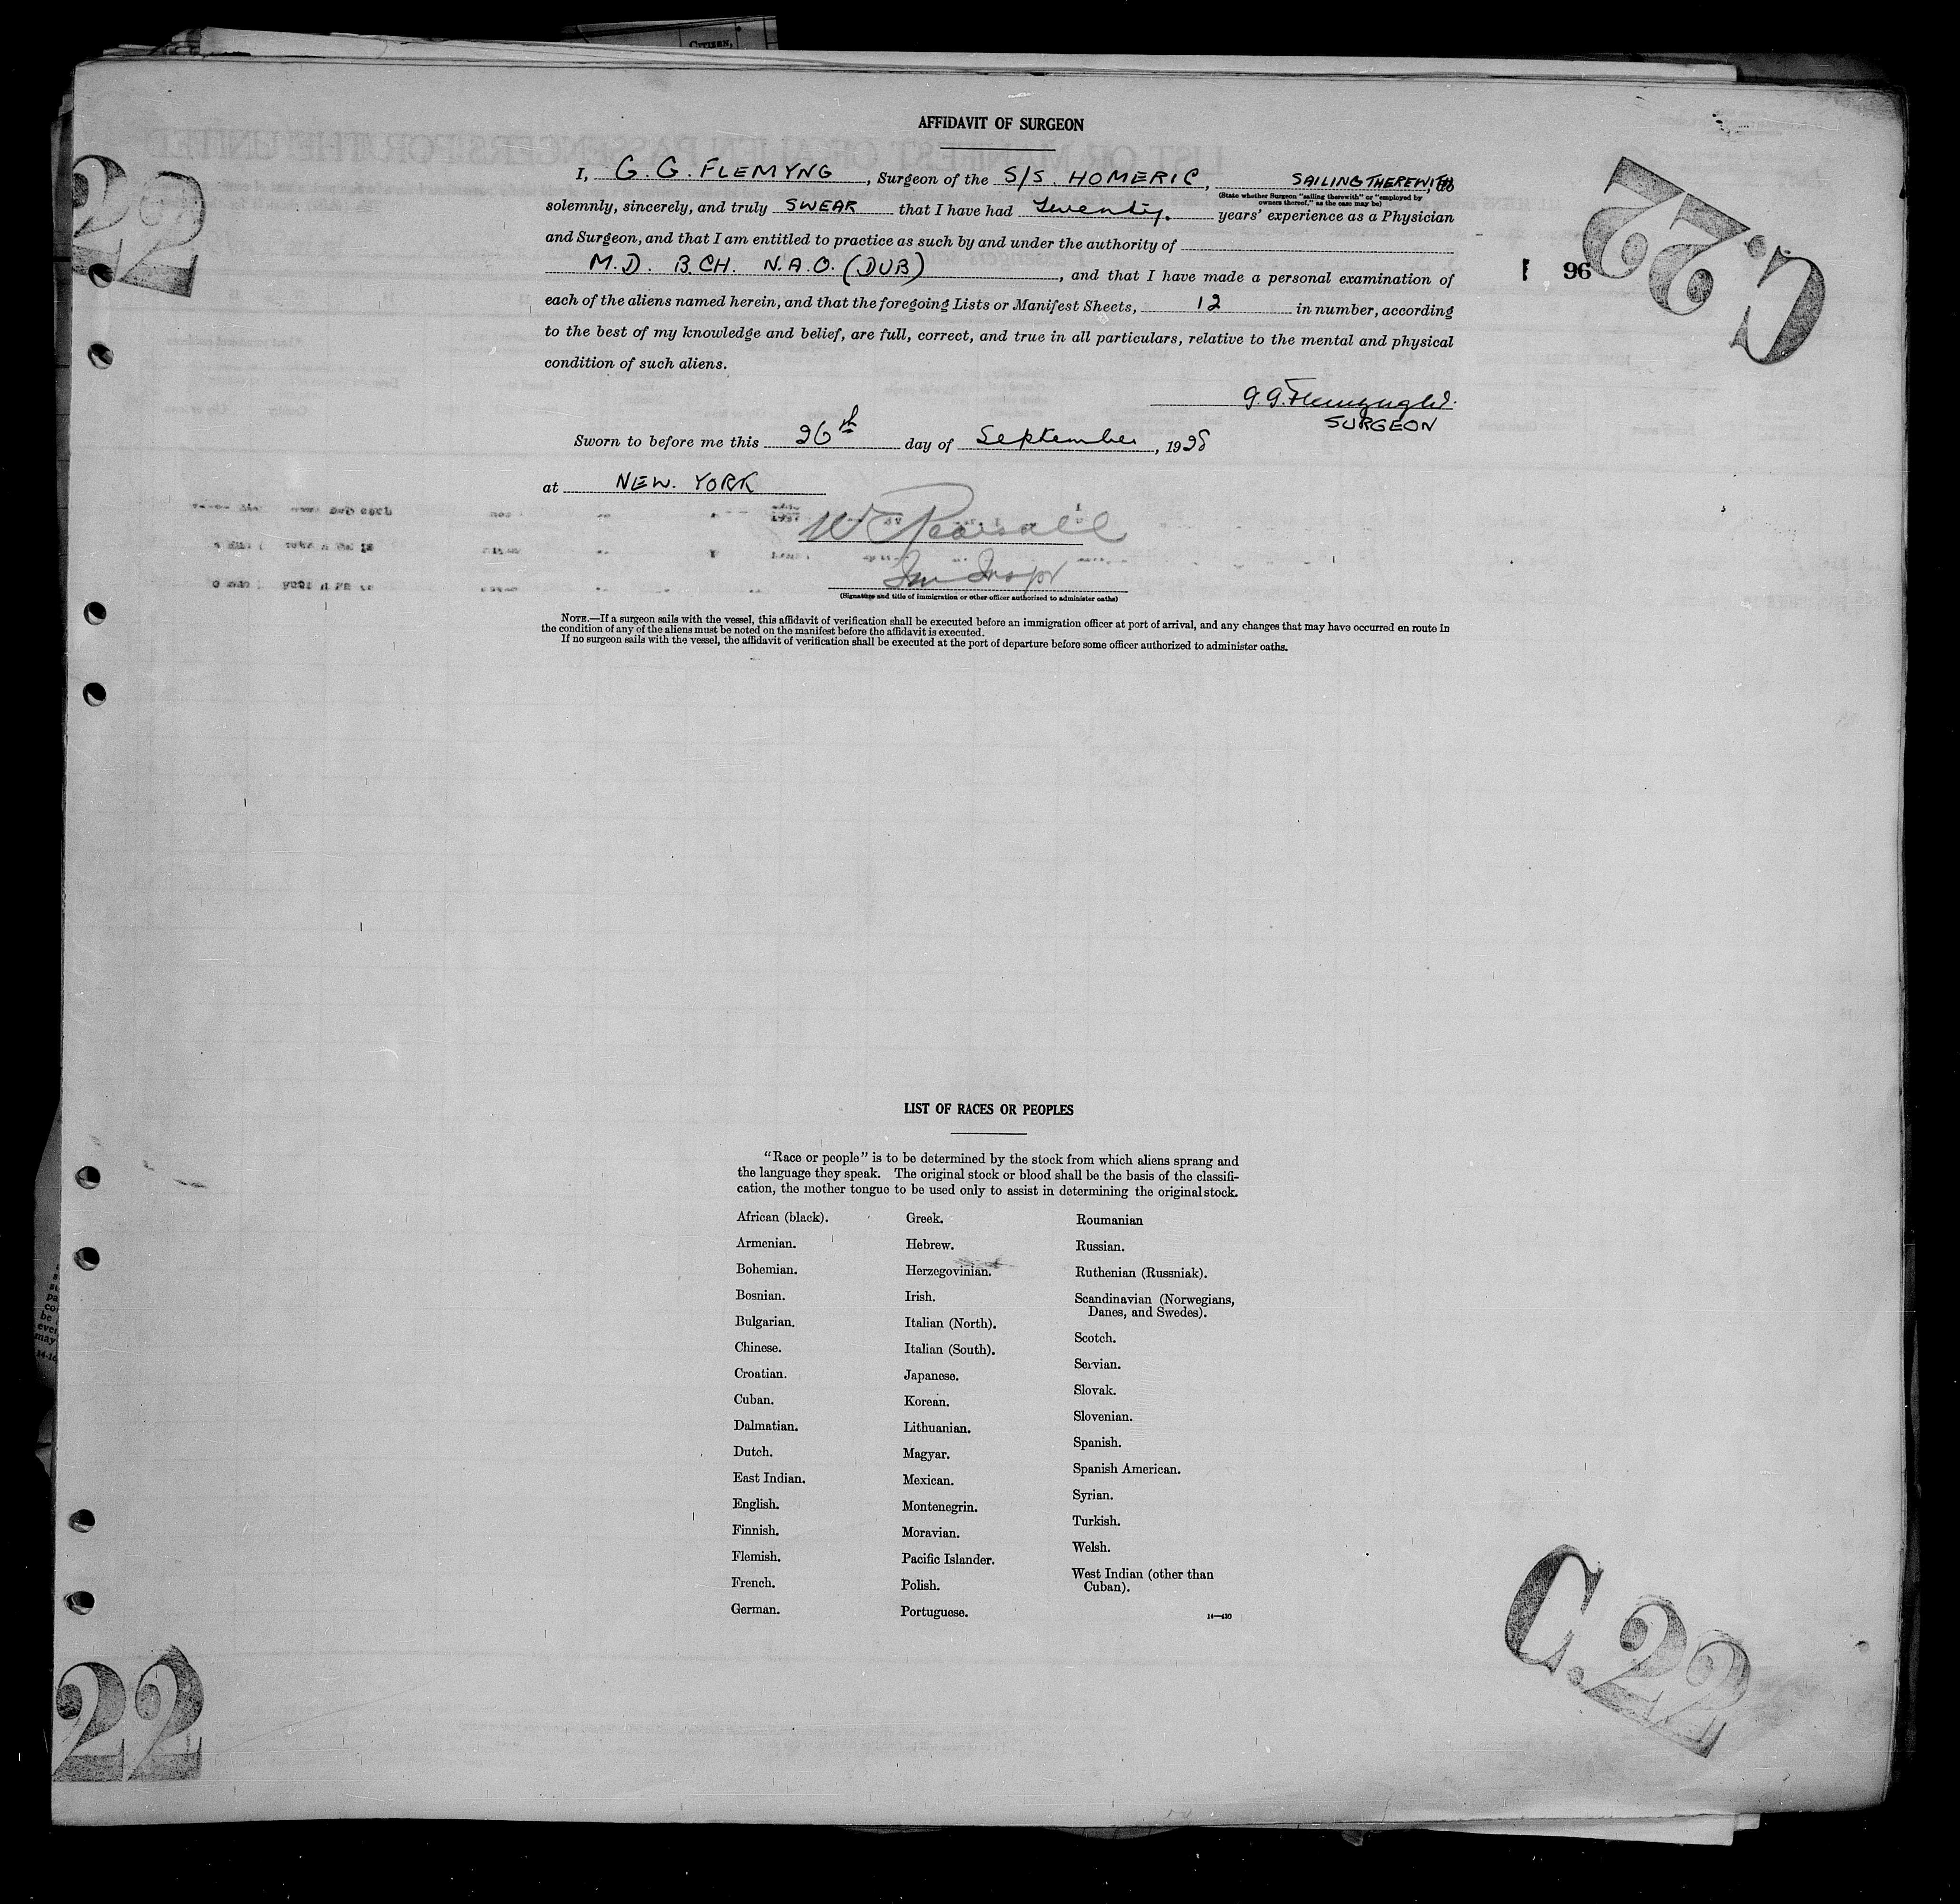 CITIZEN,
AFFIDAVIT OF SURGEON
I, G. G. FLEMYNG, Surgeon of the S/S. HOMERIC, SAILING THEREWITH, do
(State whether Surgeon "sailing therewith" or "employed by
owners thereof," as the case may be)
solemnly, sincerely, and truly SWEAR that I have had Twenty. years' experience as a Physician
and Surgeon, and that I am entitled to practice as such by and under the authority of
M.D. B.CH. N.A.O. (DUB), and that I have made a personal examination of
each of the aliens named herein, and that the foregoing Lists or Manifest Sheets, 12 in number, according
to the best of my knowledge and belief, are full, correct, and true in all particulars, relative to the mental and physical
condition of such aliens.
G. G. Flemyng
SURGEON
Sworn to before me this 26th day of September, 1928
at NEW. YORK
W Pearsall
Im Inspr
(Signature and title of immigration or other officer authorized to administer oaths)
NOTE.—If a surgeon sails with the vessel, this affidavit of verification shall be executed before an immigration officer at port of arrival, and any changes that may have occurred en route in
the condition of any of the aliens must be noted on the manifest before the affidavit is executed.
If no surgeon sails with the vessel, the affidavit of verification shall be executed at the port of departure before some officer authorized to administer oaths.
22
96
C.22
LIST OF RACES OR PEOPLES
"Race or people" is to be determined by the stock from which aliens sprang and
the language they speak. The original stock or blood shall be the basis of the classifi-
cation, the mother tongue to be used only to assist in determining the original stock.
African (black).
Armenian.
Bohemian.
Bosnian.
Bulgarian.
Chinese.
Croatian.
Cuban.
Dalmatian.
Dutch.
East Indian.
English.
Finnish.
Flemish.
French.
German.
Greek.
Hebrew.
Herzegovinian.
Irish.
Italian (North).
Italian (South).
Japanese.
Korean.
Lithuanian.
Magyar.
Mexican.
Montenegrin.
Moravian.
Pacific Islander.
Polish.
Portuguese.
Roumanian
Russian.
Ruthenian (Russniak).
Scandinavian (Norwegians,
Danes, and Swedes).
Scotch.
Servian.
Slovak.
Slovenian.
Spanish.
Spanish American.
Syrian.
Turkish.
Welsh.
West Indian (other than
Cuban).
14—430
22
C.22